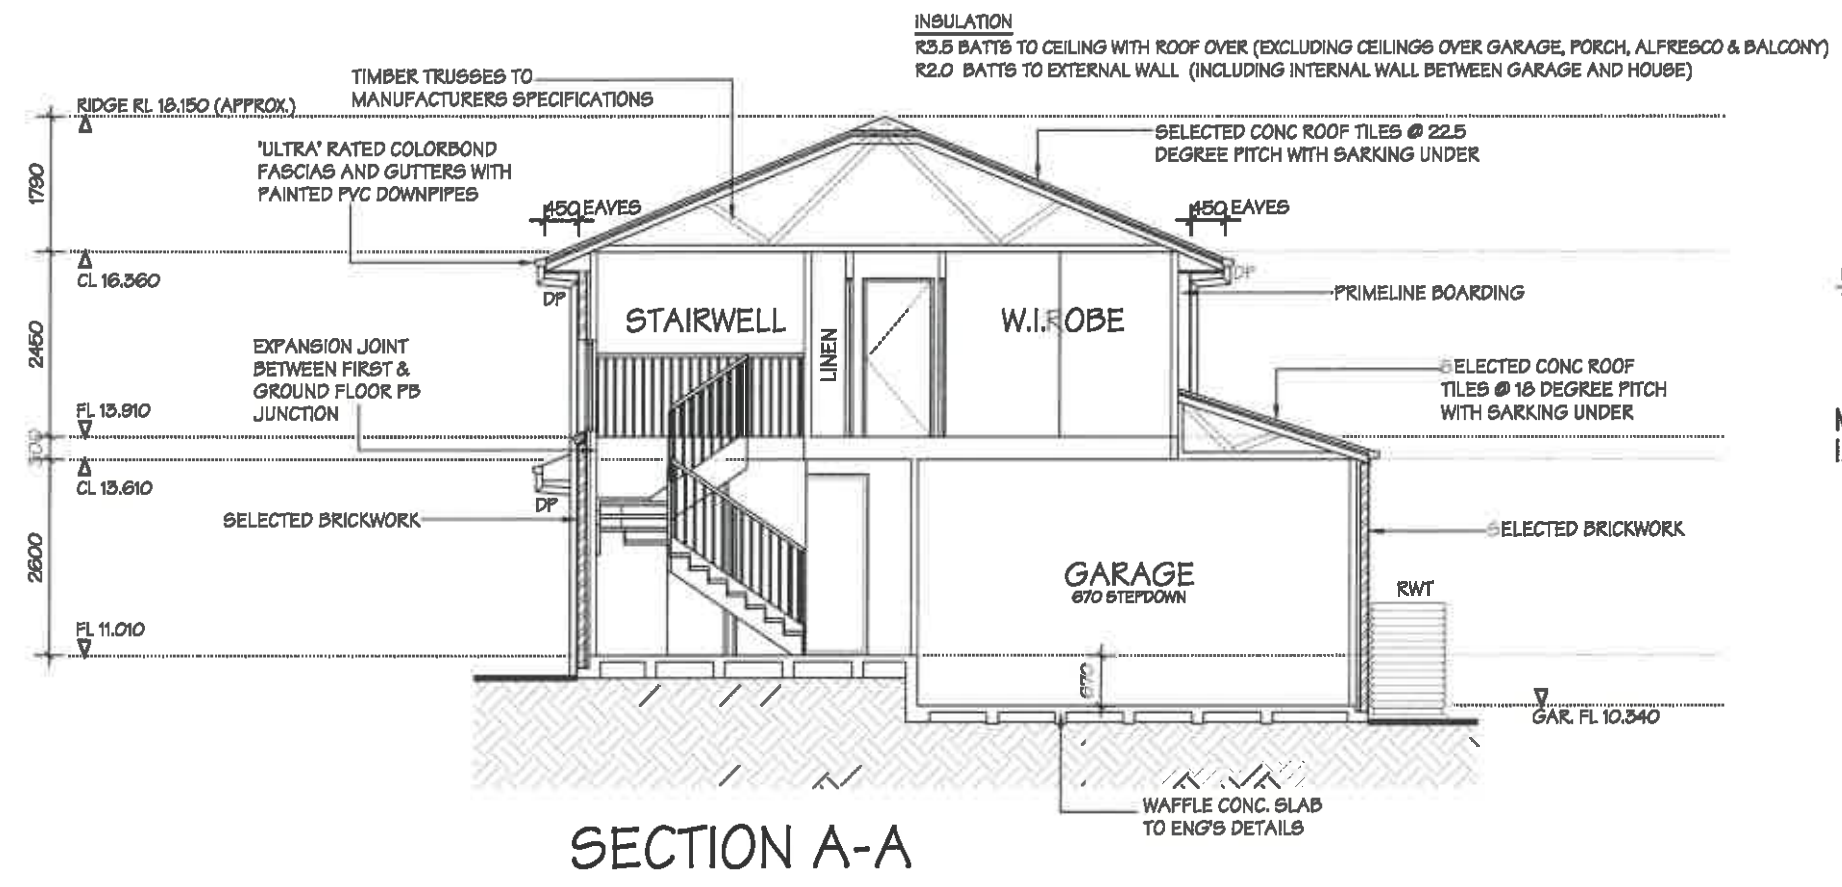 INSULATION
R3.5 BATTS TO CEILING WITH ROOF OVER (EXCLUDING CEILINGS OVER GARAGE, PORCH, ALFRESCO & BALCONY)
R2.0 BATTS TO EXTERNAL WALL (INCLUDING INTERNAL WALL BETWEEN GARAGE AND HOUSE)
TIMBER TRUSSES TO
MANUFACTURERS SPECIFICATIONS
RIDGE RL 18.150 (APPROX.)
SELECTED CONC ROOF TILES @ 22.5
DEGREE PITCH WITH SARKING UNDER
'ULTRA' RATED COLORBOND
FASCIAS AND GUTTERS WITH
PAINTED PVC DOWNPIPES
1790
450 EAVES
450 EAVES
CL 16.360
DP
DP
PRIMELINE BOARDING
STAIRWELL
LINEN
W.I.ROBE
2450
EXPANSION JOINT
BETWEEN FIRST &
GROUND FLOOR PB
JUNCTION
SELECTED CONC ROOF
TILES @ 18 DEGREE PITCH
WITH SARKING UNDER
FL 13.910
300
CL 13.610
DP
SELECTED BRICKWORK
SELECTED BRICKWORK
2600
GARAGE
670 STEPDOWN
RWT
FL 11.010
670
GAR. FL 10.340
WAFFLE CONC. SLAB
TO ENG'S DETAILS
SECTION A-A